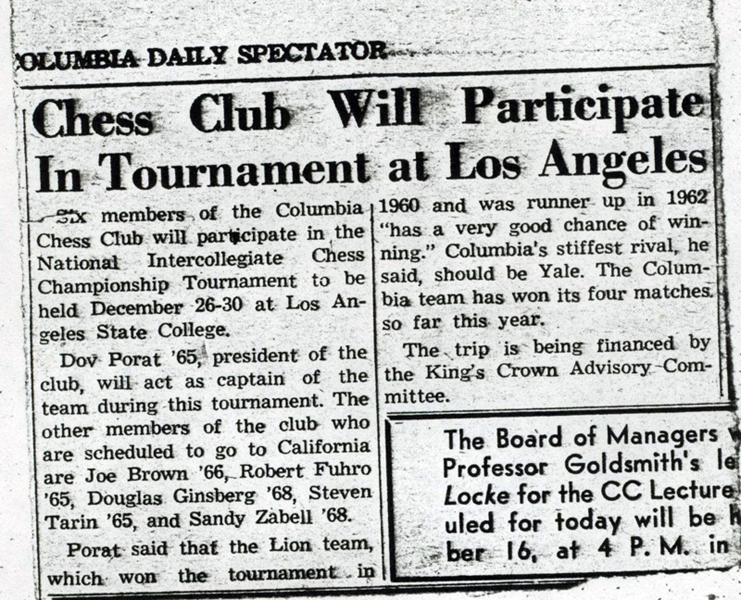 COLUMBIA DAILY SPECTATOR
Chess Club Will Participate
In Tournament at Los Angeles
Six members of the Columbia
Chess Club will participate in the
National Intercollegiate Chess
Championship Tournament to be
held December 26-30 at Los An-
geles State College.
Dov Porat '65, president of the
club, will act as captain of the
team during this tournament. The
other members of the club who
are scheduled to go to California
are Joe Brown '66, Robert Fuhro
'65, Douglas Ginsberg '68, Steven
Tarin '65, and Sandy Zabell '68.
Porat said that the Lion team,
which won the tournament in
1960 and was runner up in 1962
"has a very good chance of win-
ning." Columbia's stiffest rival, he
said, should be Yale. The Colum-
bia team has won its four matches
so far this year.
The trip is being financed by
the King's Crown Advisory Com-
mittee.
The Board of Managers
Professor Goldsmith's le
Locke for the CC Lecture
uled for today will be
ber 16, at 4 P. M. in